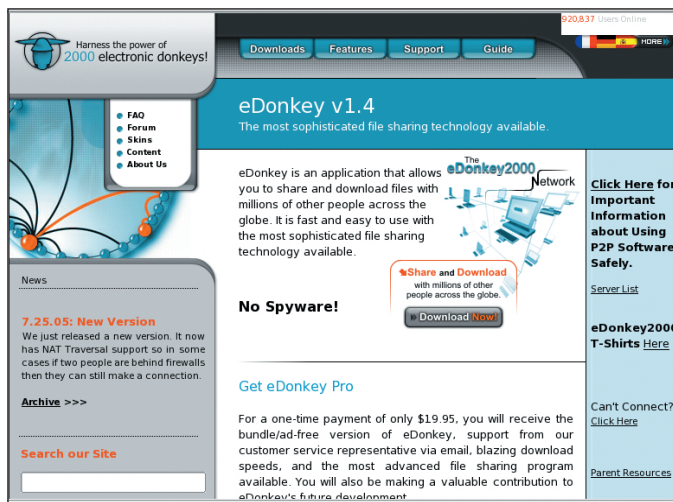 920,837 Users Online
Harness the power of
2000 electronic donkeys!
Downloads
Features
Support
Guide
MORE
FAQ
Forum
Skins
Content
About Us
eDonkey v1.4
The most sophisticated file sharing technology available.
eDonkey is an application that allows
you to share and download files with
millions of other people across the
globe. It is fast and easy to use with
the most sophisticated file sharing
technology available.
No Spyware!
The
eDonkey2000
Network
Share and Download
with millions of other
people across the globe.
Download Now!
Click Here for
Important
Information
about Using
P2P Software
Safely.
Server List
eDonkey2000
T-Shirts Here
Can't Connect?
Click Here
Parent Resources
News
7.25.05: New Version
We just released a new version. It now
has NAT Traversal support so in some
cases if two people are behind firewalls
then they can still make a connection.
Archive >>>
Search our Site
Get eDonkey Pro
For a one-time payment of only $19.95, you will receive the
bundle/ad-free version of eDonkey, support from our
customer service representative via email, blazing download
speeds, and the most advanced file sharing program
available. You will also be making a valuable contribution to
eDonkey's future development.